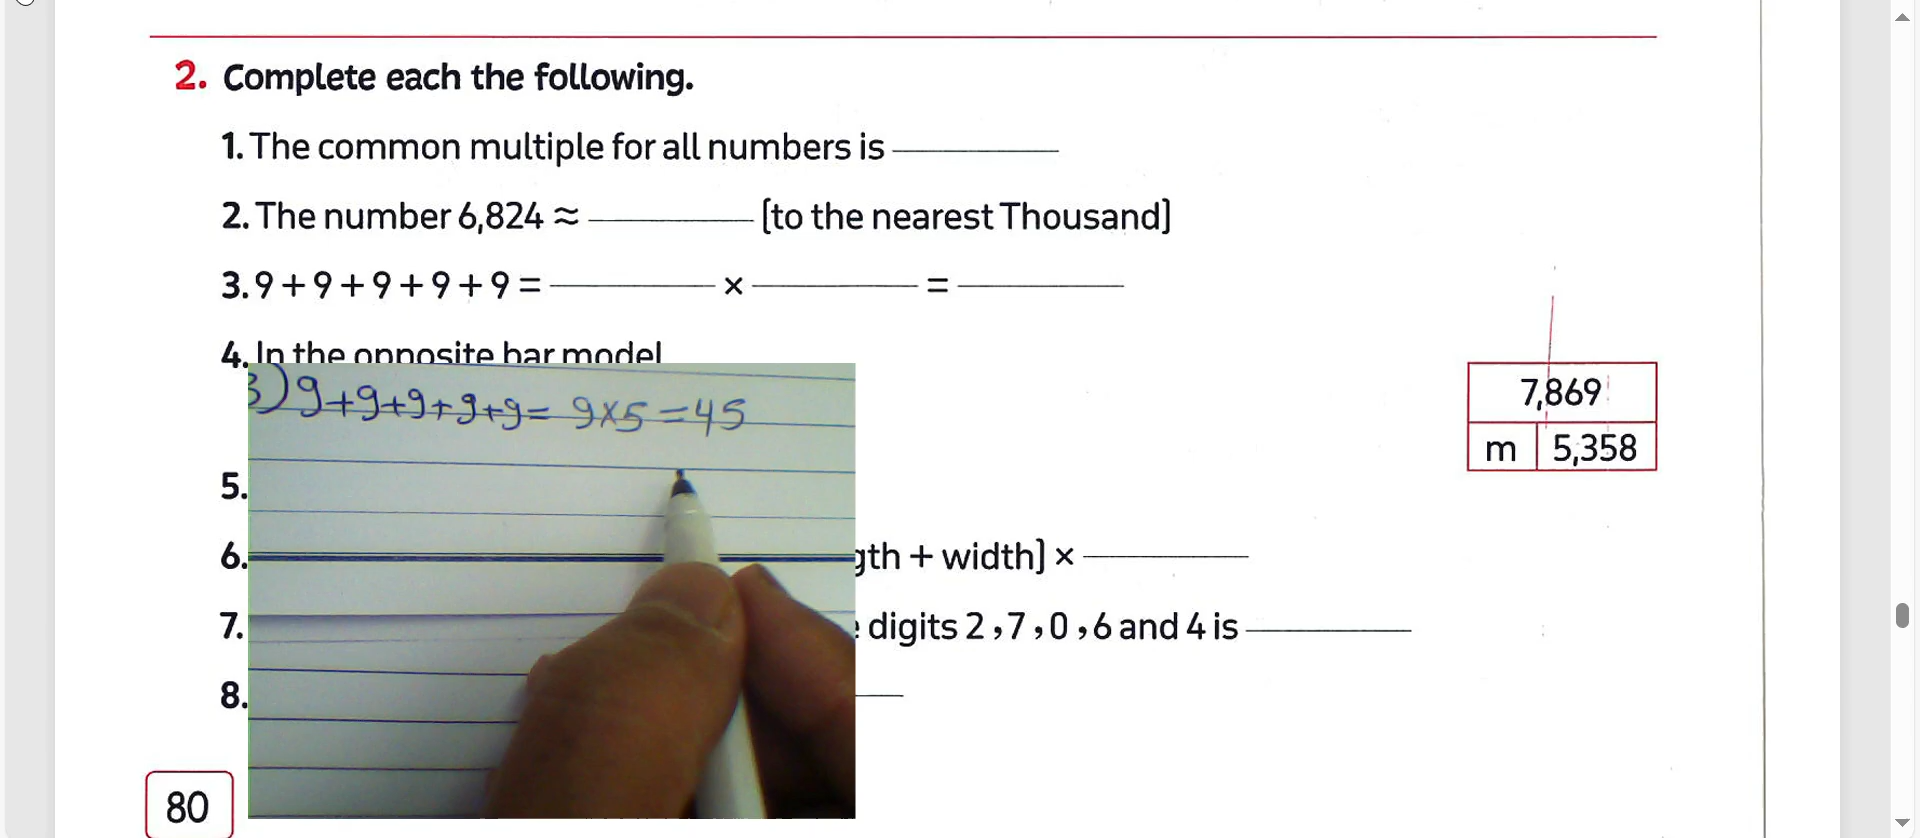 2. Complete each the following.
1. The common multiple for all numbers is
2. The number 6,824 ≈ [to the nearest Thousand]
3. 9 + 9 + 9 + 9 + 9 = × =
4. In the opposite bar model
7,869
m 5,358
3) 9+9+9+9+9= 9×5 =45
5.
6. gth + width] ×
7. digits 2 , 7 , 0 , 6 and 4 is
8.
80